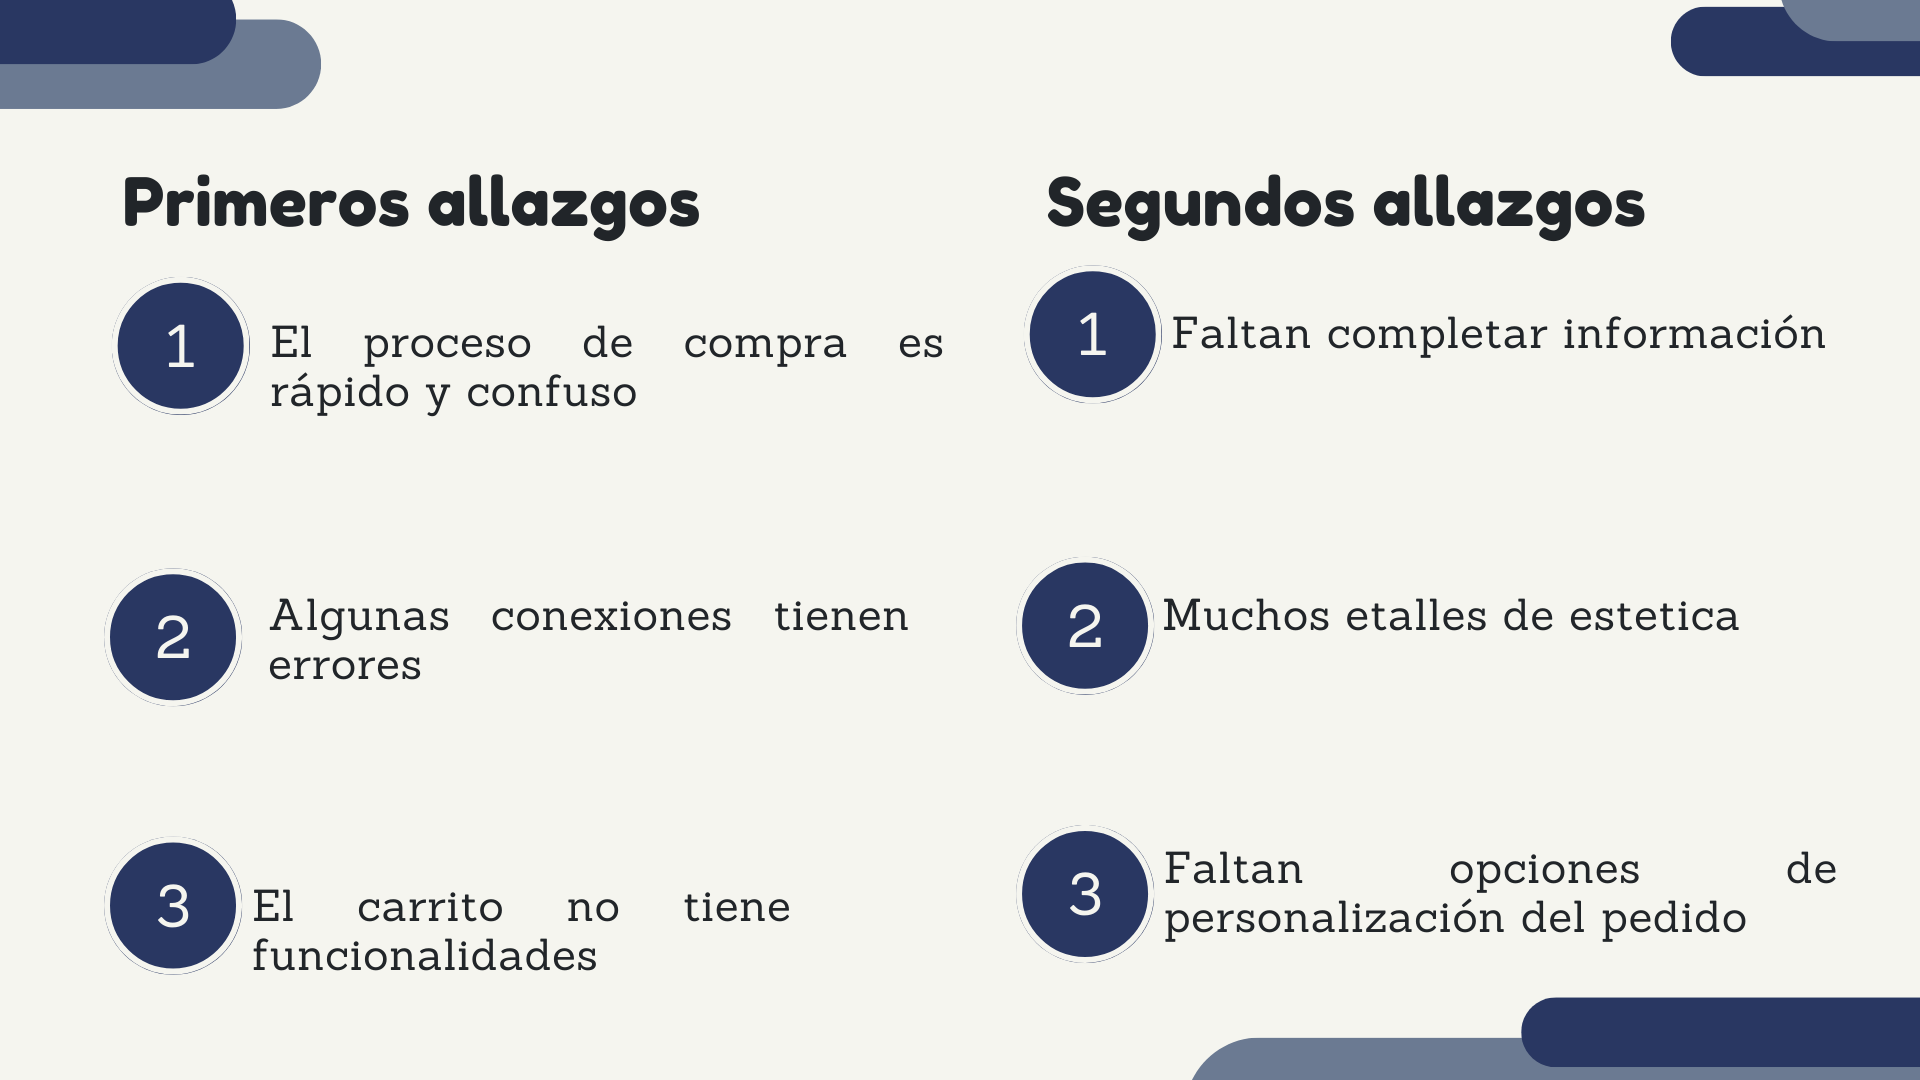 Primeros allazgos
1
El proceso de compra es
rápido y confuso
2
Algunas conexiones tienen
errores
3
El carrito no tiene
funcionalidades
Segundos allazgos
1
Faltan completar información
2
Muchos etalles de estetica
3
Faltan opciones de
personalización del pedido